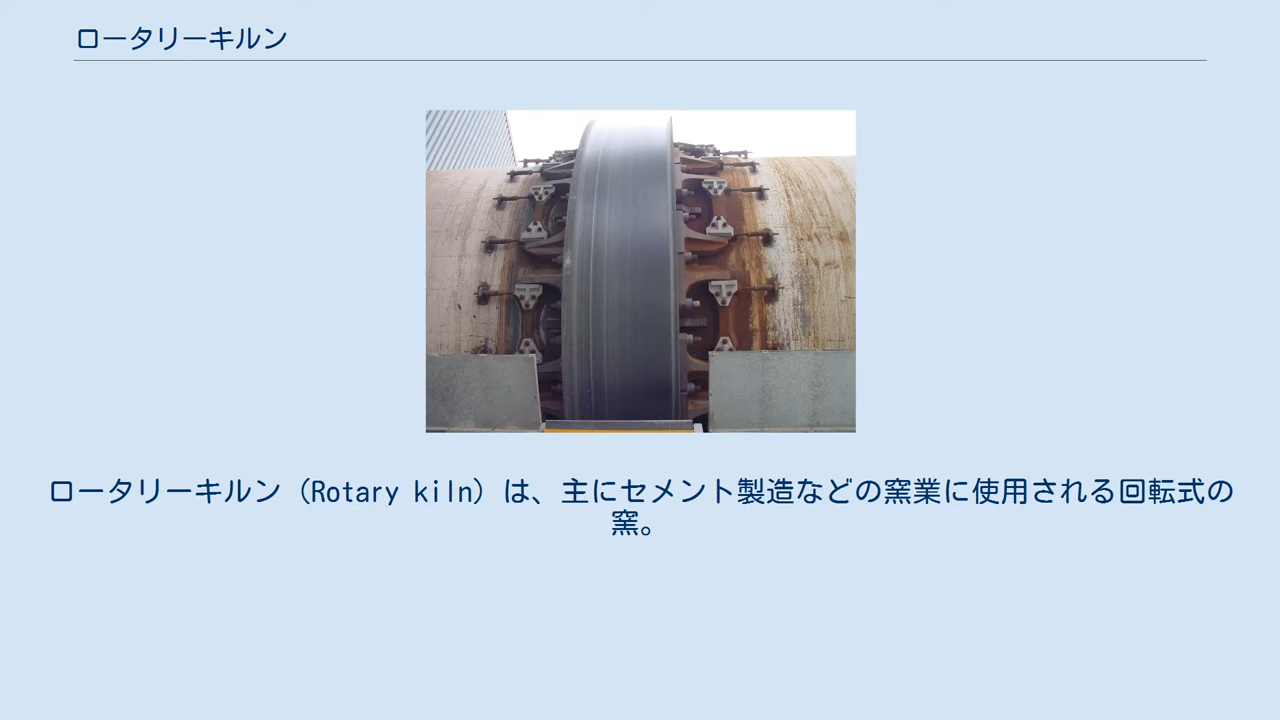 ロータリーキルン
ロータリーキルン（Rotary kiln）は、主にセメント製造などの窯業に使用される回転式の
窯。